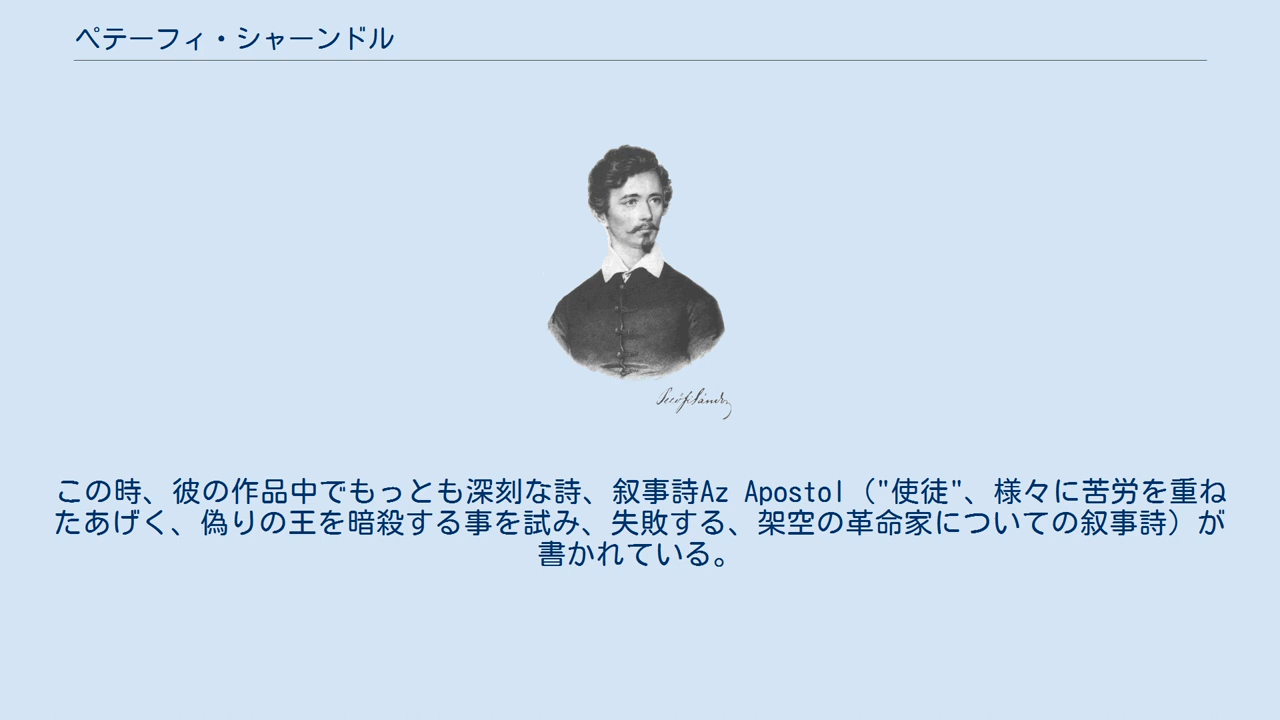 ペテーフィ・シャーンドル
Petőfi Sándor
この時、彼の作品中でもっとも深刻な詩、叙事詩Az Apostol（"使徒"、様々に苦労を重ね
たあげく、偽りの王を暗殺する事を試み、失敗する、架空の革命家についての叙事詩）が
書かれている。